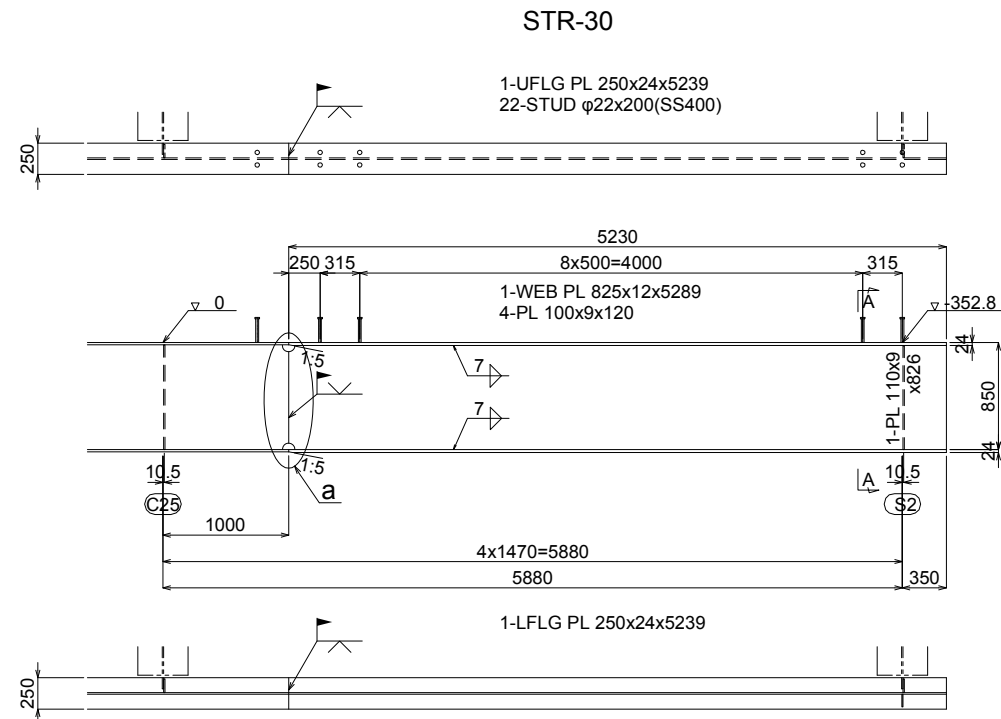 STR-30
1-UFLG PL 250x24x5239
22-STUD φ22x200(SS400)
250
5230
250 315 8x500=4000 315
1-WEB PL 825x12x5289
4-PL 100x9x120
0
A
-352.8
24
1:5
7
1-PL 110x9
x826
850
7
1:5
24
10.5
a
A
10.5
C25
S2
1000
4x1470=5880
5880
350
1-LFLG PL 250x24x5239
250